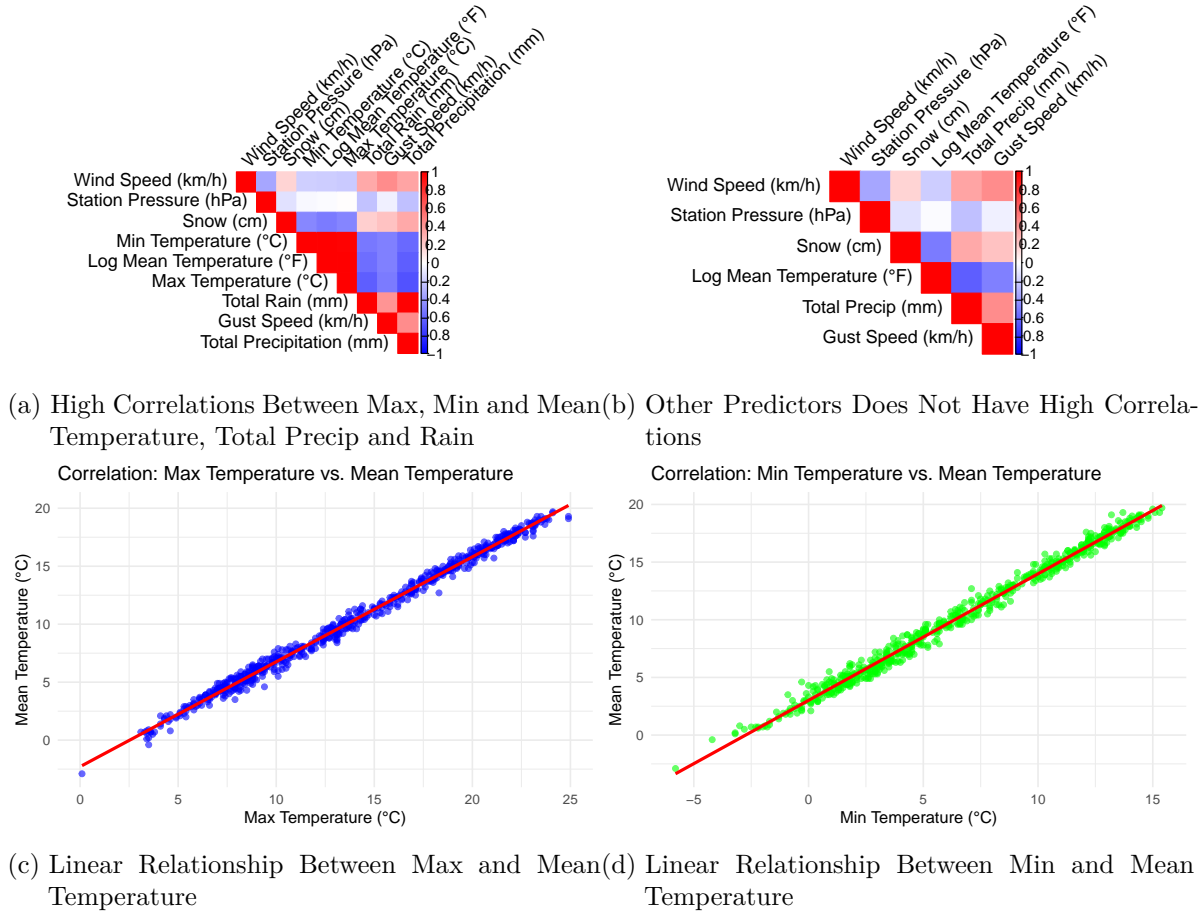 Wind Speed (km/h)
Station Pressure (hPa)
Snow (cm)
Min Temperature (°C)
Log Mean Temperature (°F)
Max Temperature (°C)
Total Rain (mm)
Gust Speed (km/h)
Total Precipitation (mm)
Wind Speed (km/h)
Station Pressure (hPa)
Snow (cm)
Min Temperature (°C)
Log Mean Temperature (°F)
Max Temperature (°C)
Total Rain (mm)
Gust Speed (km/h)
Total Precipitation (mm)
1
0.8
0.6
0.4
0.2
0
0.2
0.4
0.6
0.8
−1
Wind Speed (km/h)
Station Pressure (hPa)
Snow (cm)
Log Mean Temperature (°F)
Total Precip (mm)
Gust Speed (km/h)
Wind Speed (km/h)
Station Pressure (hPa)
Snow (cm)
Log Mean Temperature (°F)
Total Precip (mm)
Gust Speed (km/h)
1
0.8
0.6
0.4
0.2
0
0.2
0.4
0.6
0.8
−1
(a) High Correlations Between Max, Min and Mean
Temperature, Total Precip and Rain
(b) Other Predictors Does Not Have High Correla-
tions
Correlation: Max Temperature vs. Mean Temperature
Mean Temperature (°C)
20
15
10
5
0
0 5 10 15 20 25
Max Temperature (°C)
Correlation: Min Temperature vs. Mean Temperature
Mean Temperature (°C)
20
15
10
5
0
−5 0 5 10 15
Min Temperature (°C)
(c) Linear Relationship Between Max and Mean
Temperature
(d) Linear Relationship Between Min and Mean
Temperature